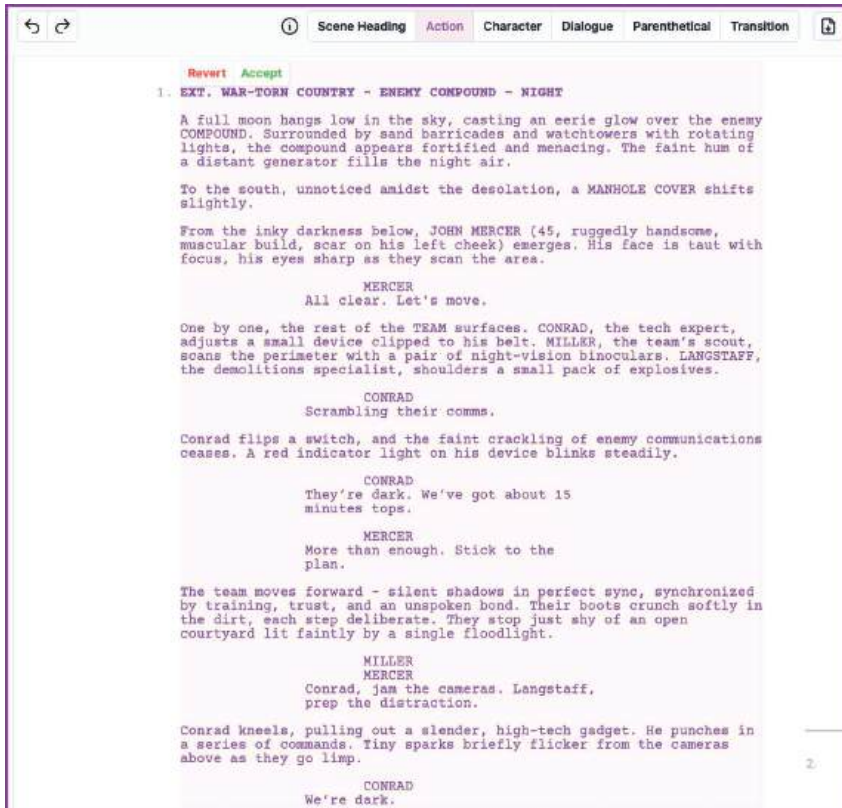 Scene Heading Action Character Dialogue Parenthetical Transition
Revert Accept
1. EXT. WAR-TORN COUNTRY - ENEMY COMPOUND - NIGHT
A full moon hangs low in the sky, casting an eerie glow over the enemy
COMPOUND. Surrounded by sand barricades and watchtowers with rotating
lights, the compound appears fortified and menacing. The faint hum of
a distant generator fills the night air.
To the south, unnoticed amidst the desolation, a MANHOLE COVER shifts
slightly.
From the inky darkness below, JOHN MERCER (45, ruggedly handsome,
muscular build, scar on his left cheek) emerges. His face is taut with
focus, his eyes sharp as they scan the area.
MERCER
All clear. Let's move.
One by one, the rest of the TEAM surfaces. CONRAD, the tech expert,
adjusts a small device clipped to his belt. MILLER, the team's scout,
scans the perimeter with a pair of night-vision binoculars. LANGSTAFF,
the demolitions specialist, shoulders a small pack of explosives.
CONRAD
Scrambling their comms.
Conrad flips a switch, and the faint crackling of enemy communications
ceases. A red indicator light on his device blinks steadily.
CONRAD
They're dark. We've got about 15
minutes tops.
MERCER
More than enough. Stick to the
plan.
The team moves forward - silent shadows in perfect sync, synchronized
by training, trust, and an unspoken bond. Their boots crunch softly in
the dirt, each step deliberate. They stop just shy of an open
courtyard lit faintly by a single floodlight.
MILLER
MERCER
Conrad, jam the cameras. Langstaff,
prep the distraction.
Conrad kneels, pulling out a slender, high-tech gadget. He punches in
a series of commands. Tiny sparks briefly flicker from the cameras
above as they go limp.
2.
CONRAD
We're dark.